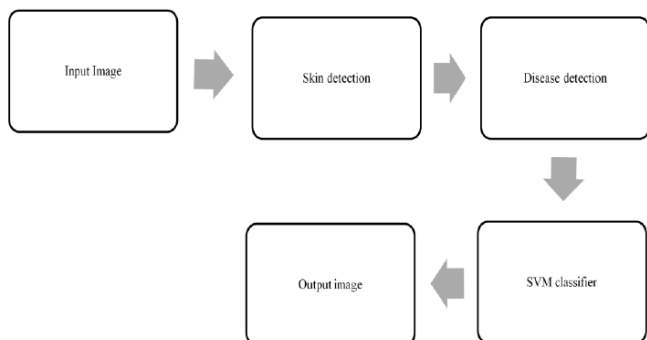 Input Image
Skin detection
Disease detection
SVM classifier
Output image